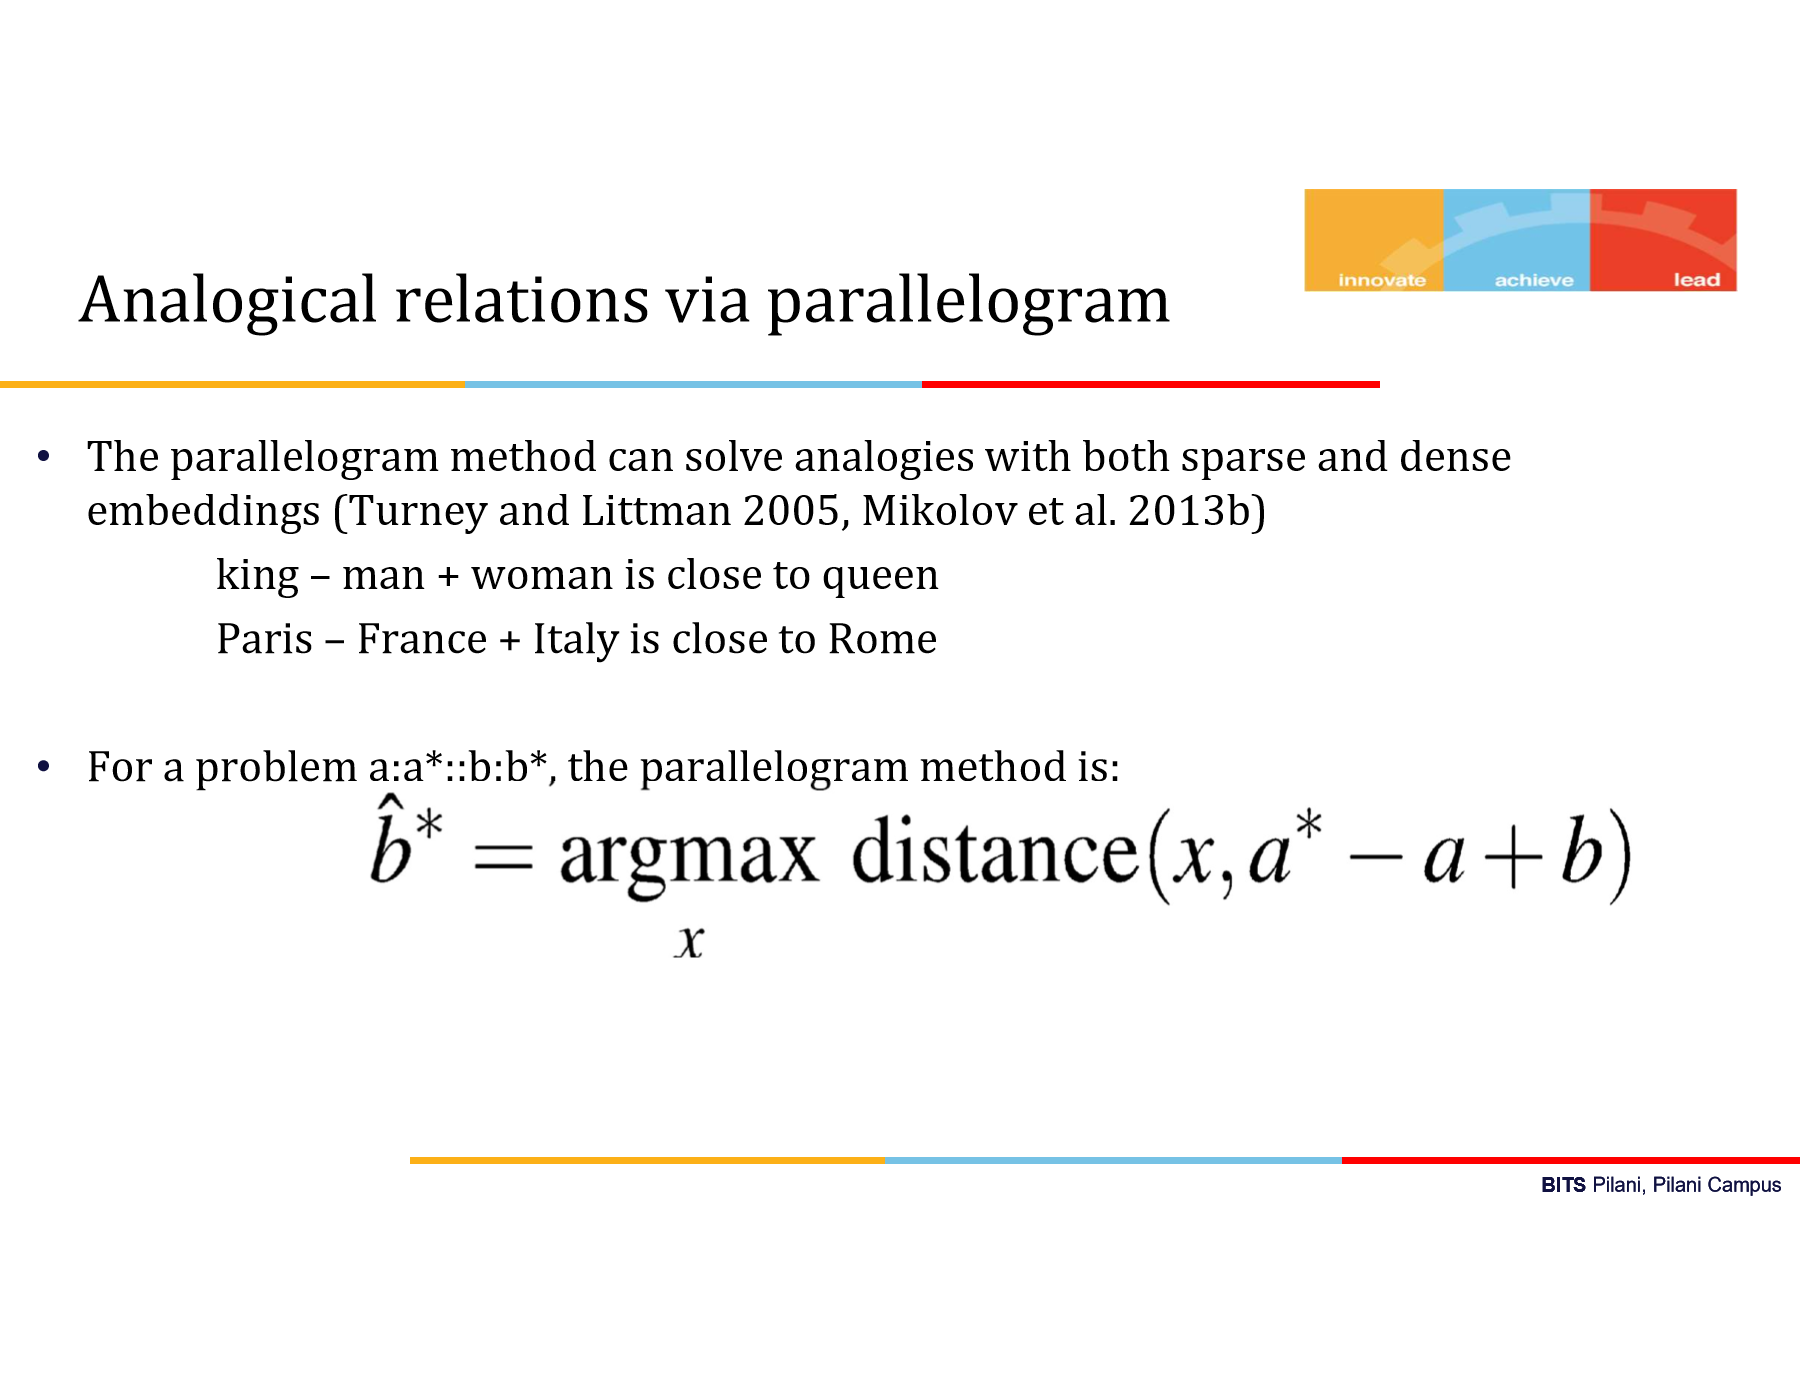 innovate achieve lead
Analogical relations via parallelogram
• The parallelogram method can solve analogies with both sparse and dense
embeddings (Turney and Littman 2005, Mikolov et al. 2013b)
king – man + woman is close to queen
Paris – France + Italy is close to Rome
• For a problem a:a*::b:b*, the parallelogram method is:
b̂* = argmax distance(x, a* − a + b)
x
BITS Pilani, Pilani Campus